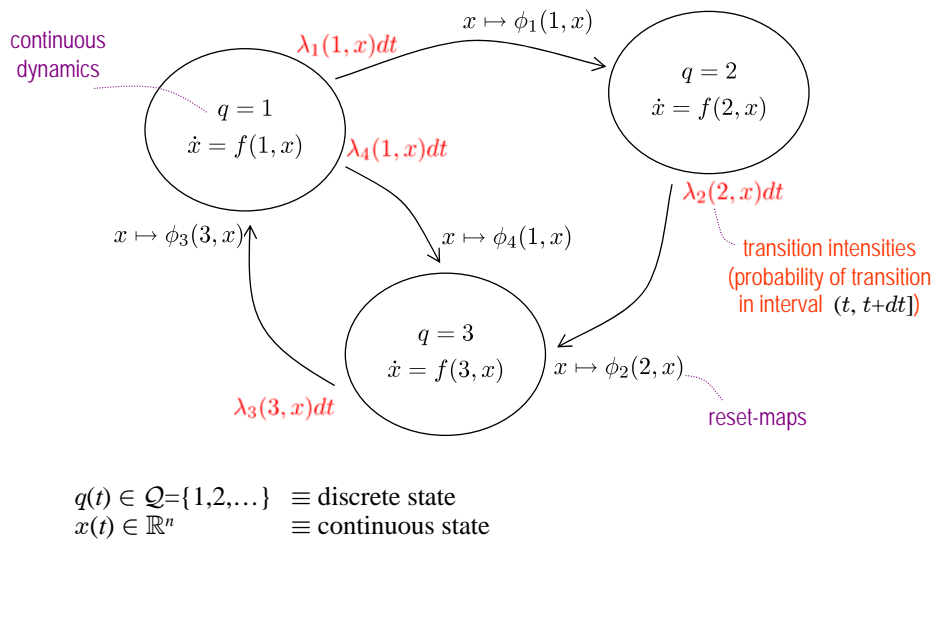 x ↦ ϕ₁(1, x)
continuous
dynamics
λ₁(1, x)dt
q = 1
ẋ = f(1, x)
q = 2
ẋ = f(2, x)
λ₄(1, x)dt
λ₂(2, x)dt
x ↦ ϕ₃(3, x)
x ↦ ϕ₄(1, x)
transition intensities
(probability of transition
in interval (t, t+dt])
q = 3
ẋ = f(3, x)
x ↦ ϕ₂(2, x)
λ₃(3, x)dt
reset-maps
q(t) ∈ 𝒬={1,2,…} ≡ discrete state
x(t) ∈ ℝⁿ ≡ continuous state